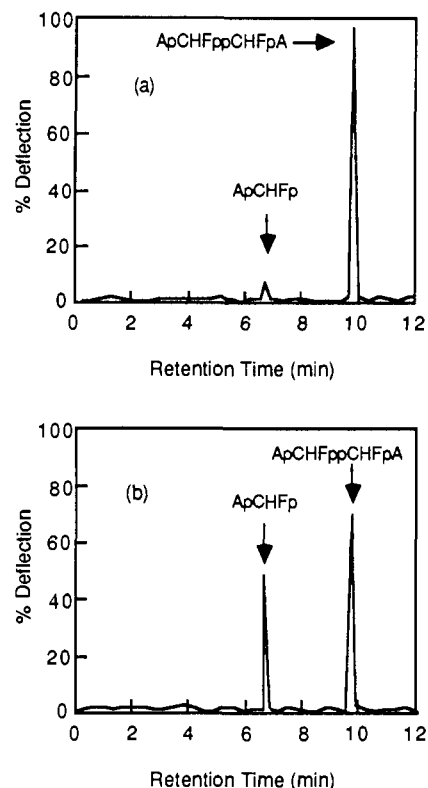 100
ApCHFppCHFpA
(a)
80
60
% Deflection
ApCHFp
40
20
0
0 2 4 6 8 10 12
Retention Time (min)
100
ApCHFppCHFpA
80
(b)
ApCHFp
60
% Deflection
40
20
0
0 2 4 6 8 10 12
Retention Time (min)